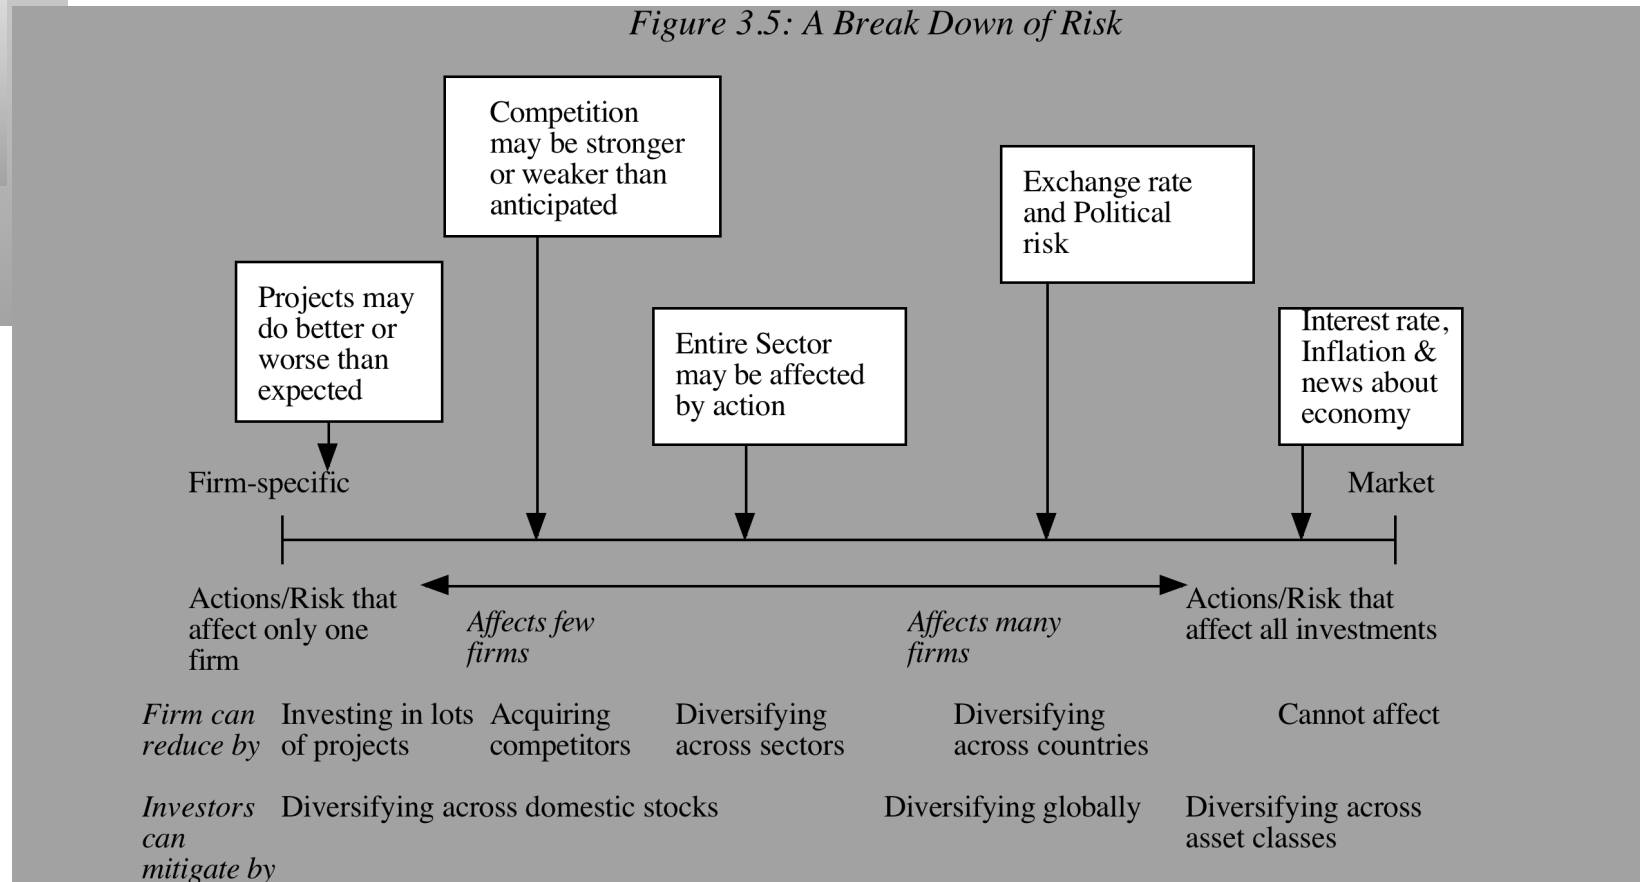 Figure 3.5: A Break Down of Risk
Competition
may be stronger
or weaker than
anticipated
Exchange rate
and Political
risk
Projects may
do better or
worse than
expected
Entire Sector
may be affected
by action
Interest rate,
Inflation &
news about
economy
Firm-specific
Market
Actions/Risk that
affect only one
firm
Affects few
firms
Affects many
firms
Actions/Risk that
affect all investments
Firm can
reduce by
Investing in lots
of projects
Acquiring
competitors
Diversifying
across sectors
Diversifying
across countries
Cannot affect
Investors
can
mitigate by
Diversifying across domestic stocks
Diversifying globally
Diversifying across
asset classes